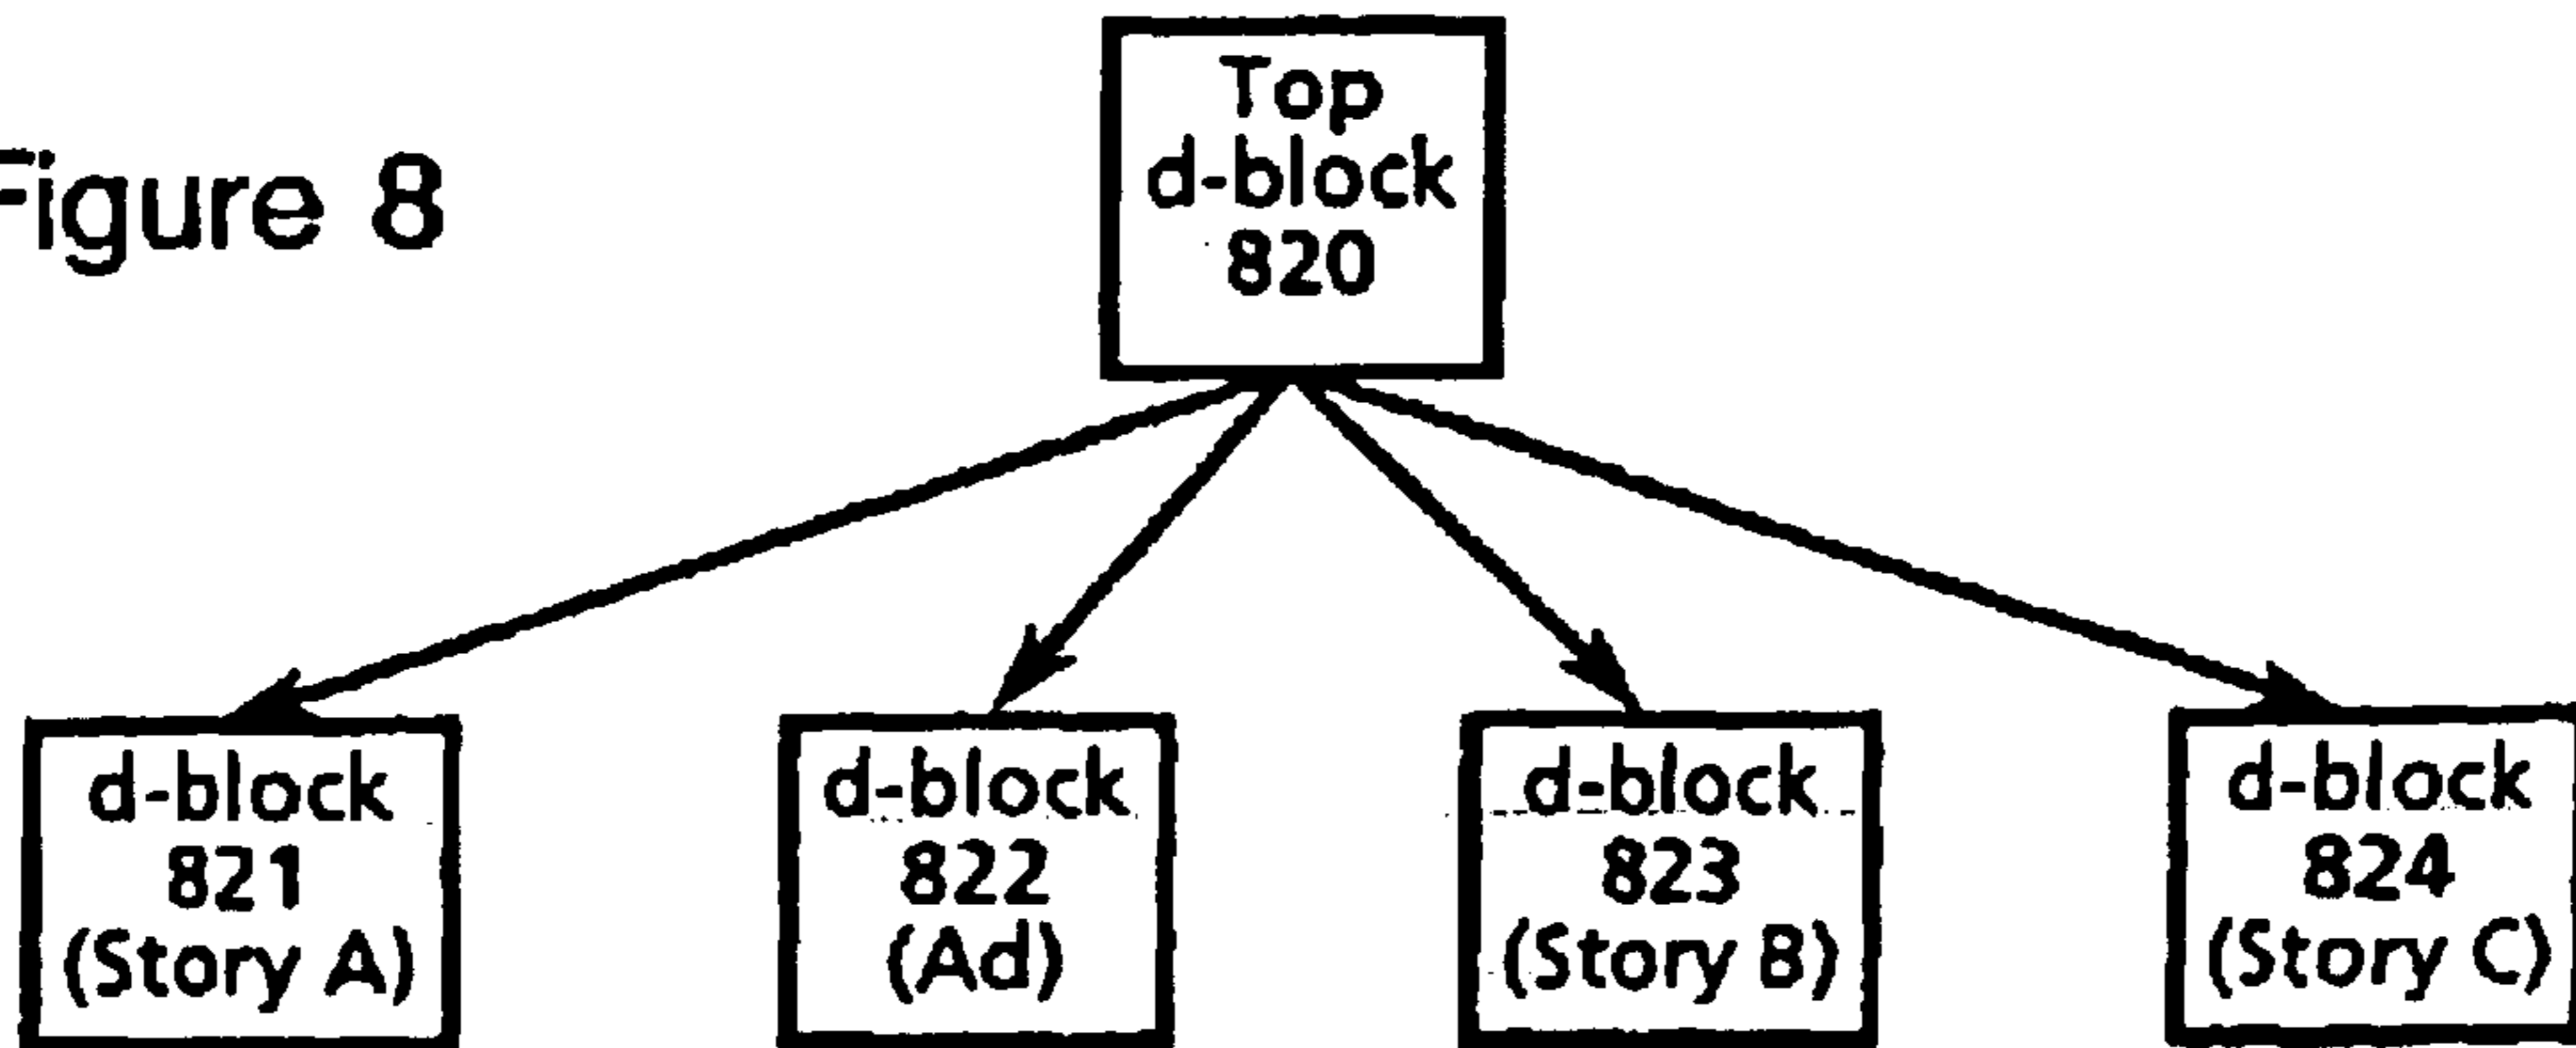 Figure 8
Top
d-block
820
d-block
821
(Story A)
d-block
822
(Ad)
d-block
823
(Story B)
d-block
824
(Story C)